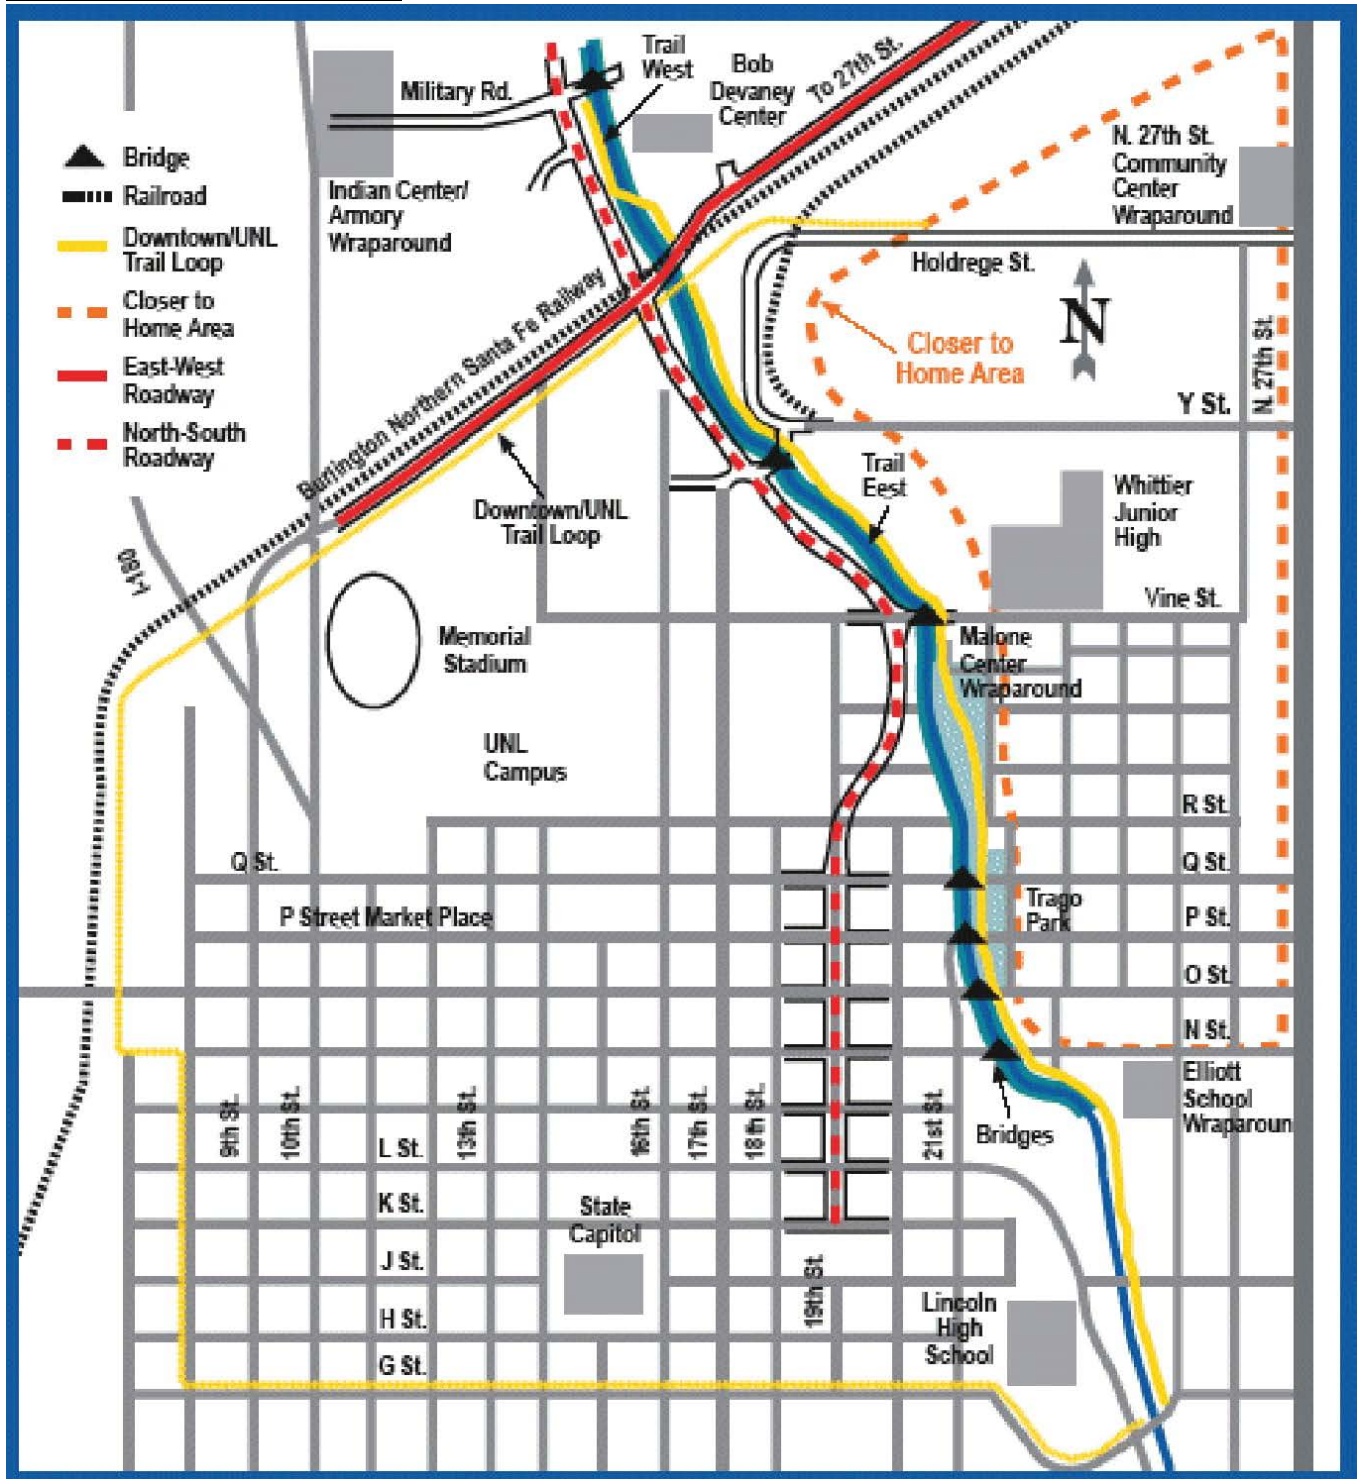 Trail
West
Bob
Devaney
Center
To 27th St.
Military Rd.
N. 27th St.
Community
Center
Wraparound
Bridge
Railroad
Downtown/UNL
Trail Loop
Closer to
Home Area
East-West
Roadway
North-South
Roadway
Indian Center/
Armory
Wraparound
Burlington Northern Santa Fe Railway
Holdrege St.
N
Closer to
Home Area
N. 27th St.
Y St.
Trail
Eest
Whittier
Junior
High
Downtown/UNL
Trail Loop
I-180
Vine St.
Memorial
Stadium
Malone
Center
Wraparound
UNL
Campus
R St.
Q St.
Q St.
P Street Market Place
Trago
Park
P St.
O St.
N St.
Elliott
School
Wraparoun
9th St.
10th St.
13th St.
16th St.
17th St.
18th St.
21st St.
Bridges
L St.
K St.
State
Capitol
J St.
19th St.
H St.
Lincoln
High
School
G St.